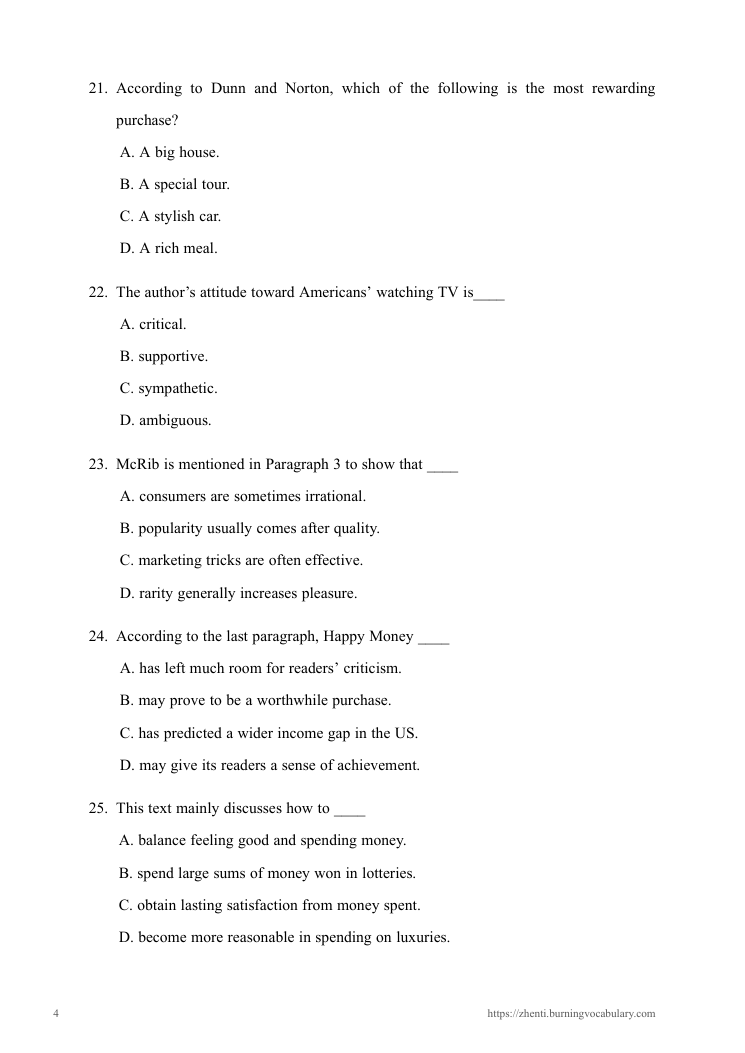 21. According to Dunn and Norton, which of the following is the most rewarding
purchase?
A. A big house.
B. A special tour.
C. A stylish car.
D. A rich meal.
22. The author’s attitude toward Americans’ watching TV is____
A. critical.
B. supportive.
C. sympathetic.
D. ambiguous.
23. McRib is mentioned in Paragraph 3 to show that ____
A. consumers are sometimes irrational.
B. popularity usually comes after quality.
C. marketing tricks are often effective.
D. rarity generally increases pleasure.
24. According to the last paragraph, Happy Money ____
A. has left much room for readers’ criticism.
B. may prove to be a worthwhile purchase.
C. has predicted a wider income gap in the US.
D. may give its readers a sense of achievement.
25. This text mainly discusses how to ____
A. balance feeling good and spending money.
B. spend large sums of money won in lotteries.
C. obtain lasting satisfaction from money spent.
D. become more reasonable in spending on luxuries.
4 https://zhenti.burningvocabulary.com